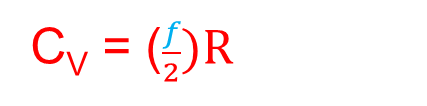 C_V = (f/2)R